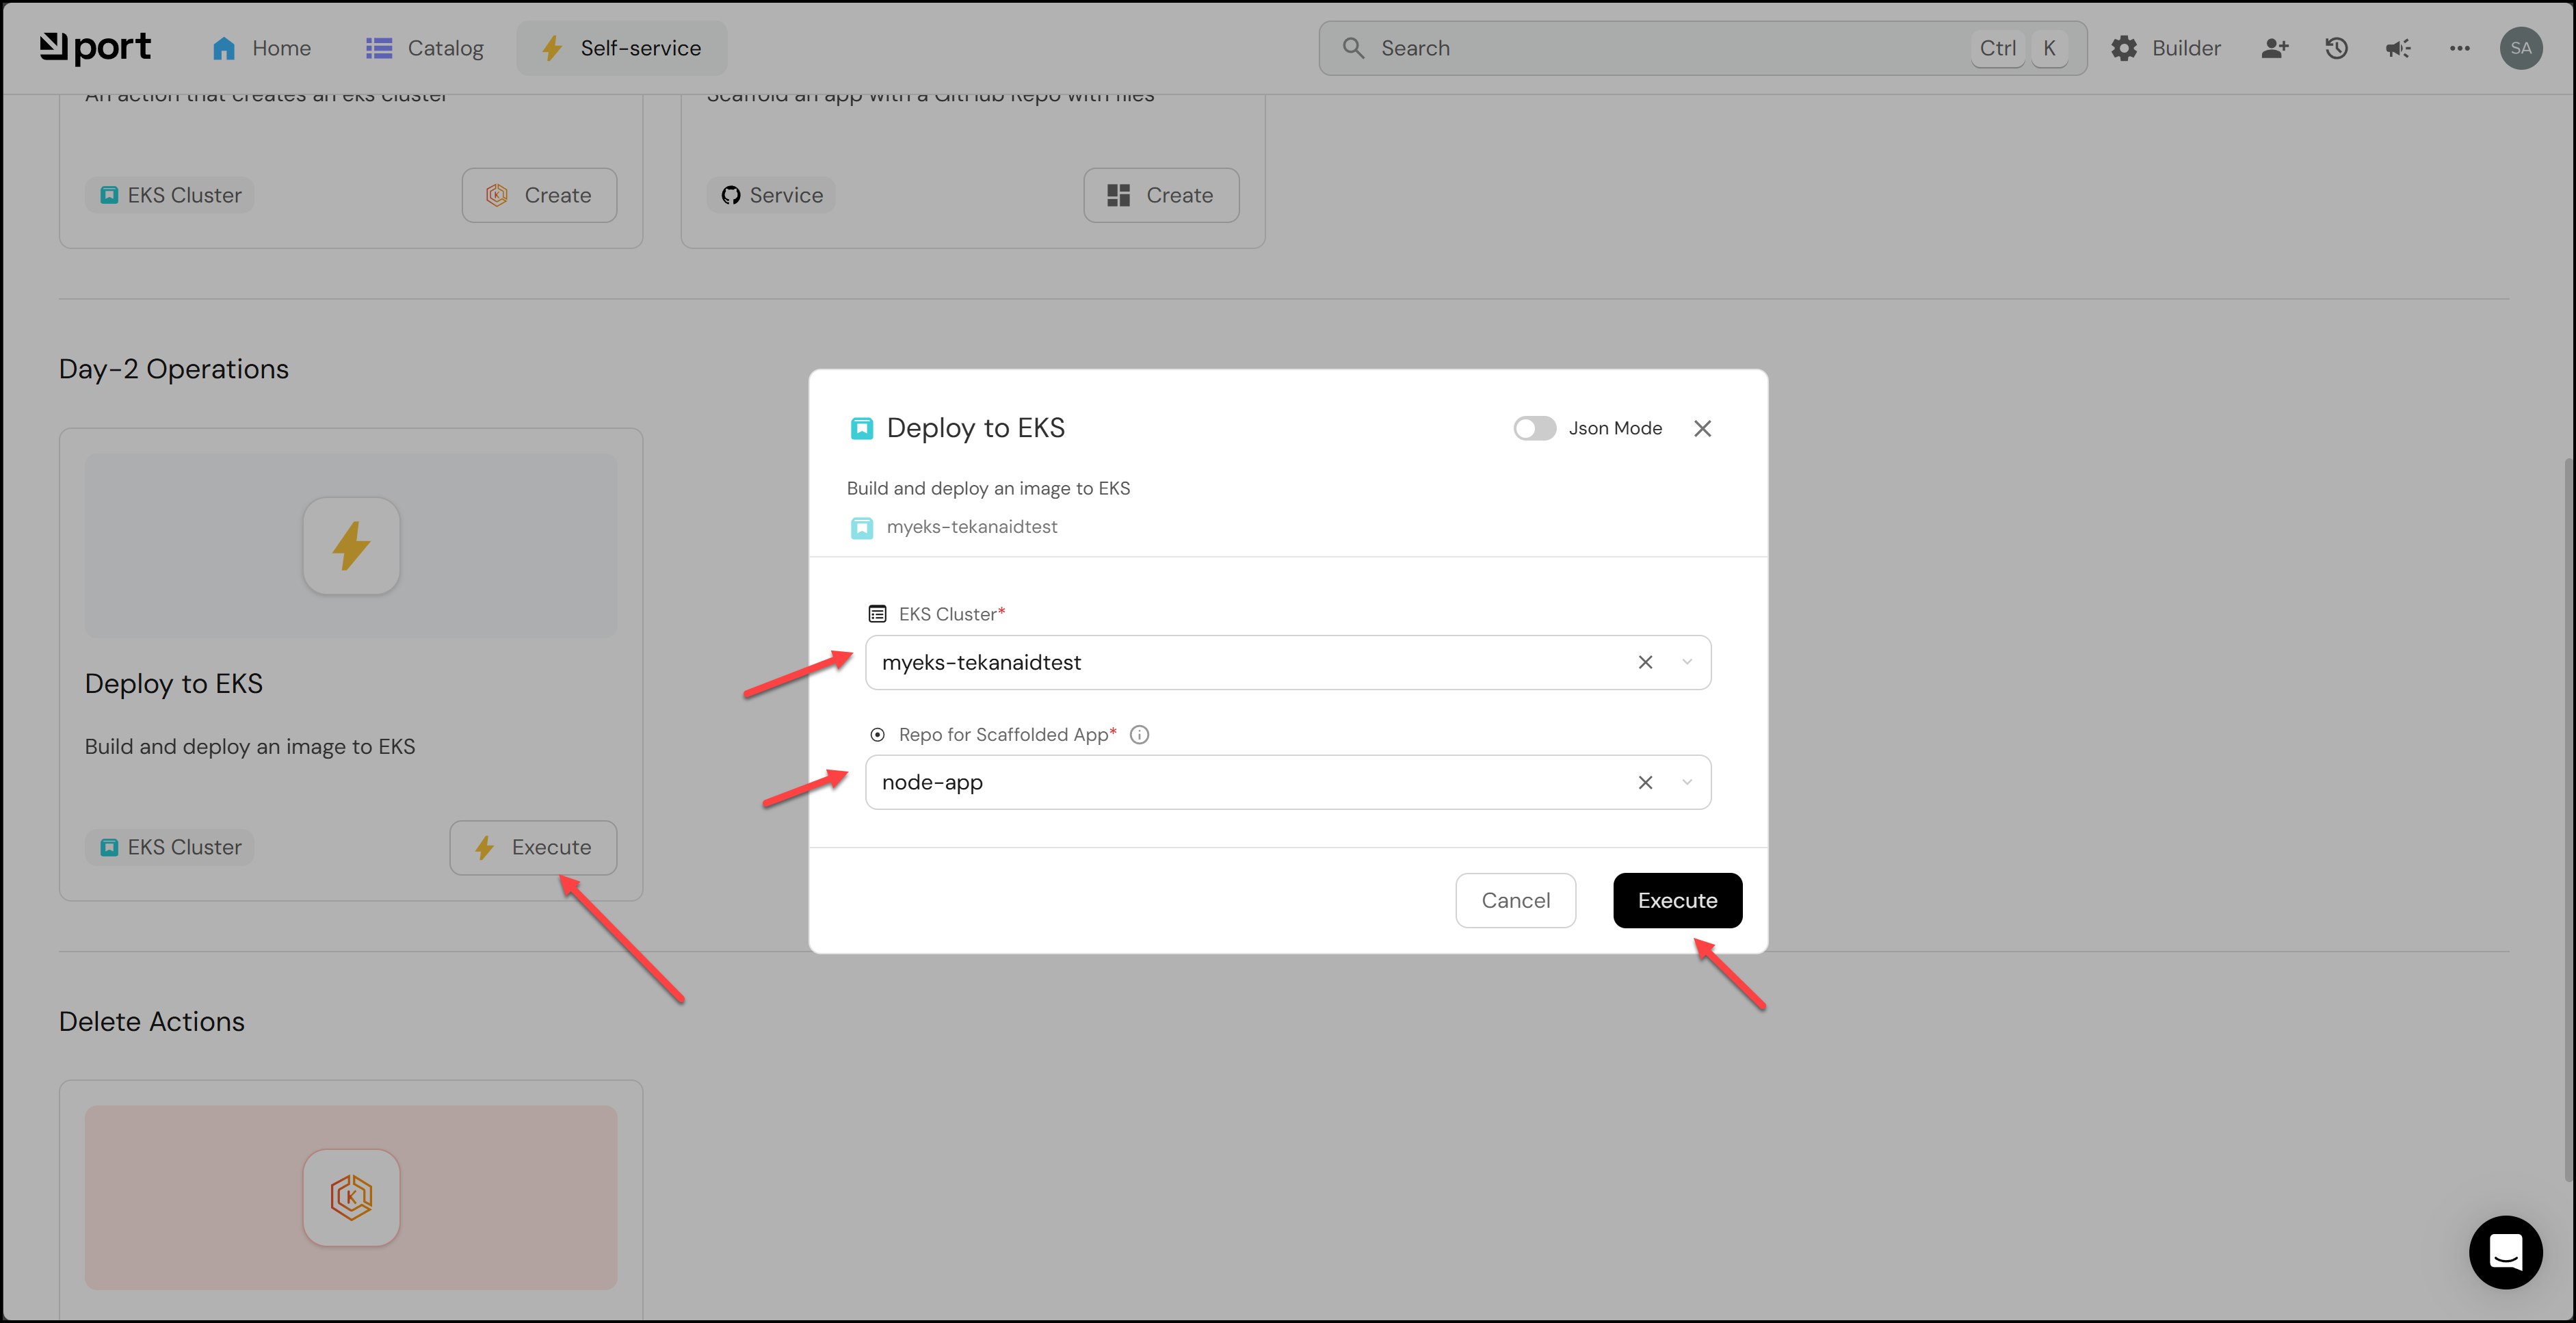 port
Home
Catalog
Self-service
Search
Ctrl
K
Builder
SA
An action that creates an eks cluster
Scaffold an app with a GitHub Repo with files
EKS Cluster
Create
Service
Create
Day-2 Operations
Deploy to EKS
Build and deploy an image to EKS
EKS Cluster
Execute
Deploy to EKS
Json Mode
Build and deploy an image to EKS
myeks-tekanaidtest
EKS Cluster*
myeks-tekanaidtest
Repo for Scaffolded App*
node-app
Cancel
Execute
Delete Actions